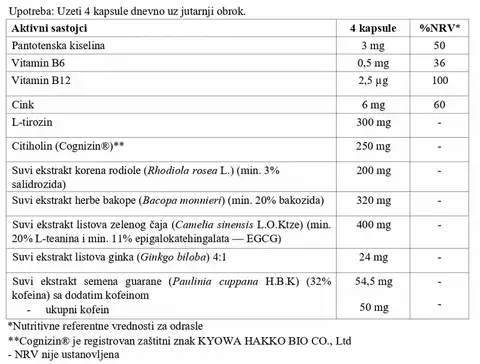 Upotreba: Uzeti 4 kapsule dnevno uz jutarnji obrok.
Aktivni sastojci 4 kapsule %NRV*
Pantotenska kiselina 3 mg 50
Vitamin B6 0,5 mg 36
Vitamin B12 2,5 µg 100
Cink 6 mg 60
L-tirozin 300 mg -
Citiholin (Cognizin®)** 250 mg -
Suvi ekstrakt korena rodiole (Rhodiola rosea L.) (min. 3% 200 mg -
salidrozida)
Suvi ekstrakt herbe bakope (Bacopa monnieri) (min. 20% bakozida) 320 mg -
Suvi ekstrakt listova zelenog čaja (Camelia sinensis L.O.Ktze) (min. 400 mg -
20% L-teanina i min. 11% epigalokatehingalata — EGCG)
Suvi ekstrakt listova ginka (Ginkgo biloba) 4:1 24 mg -
Suvi ekstrakt semena guarane (Paulinia cuppana H.B.K) (32% 54,5 mg -
kofeina) sa dodatim kofeinom
- ukupni kofein 50 mg -
*Nutritivne referentne vrednosti za odrasle
**Cognizin® je registrovan zaštitni znak KYOWA HAKKO BIO CO., Ltd
- NRV nije ustanovljena